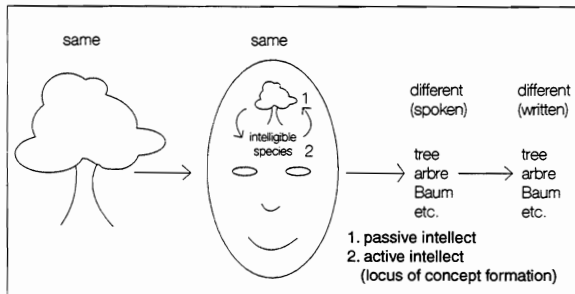 same
same
different
(spoken)
different
(written)
1
intelligible
species
2
tree
arbre
Baum
etc.
tree
arbre
Baum
etc.
1. passive intellect
2. active intellect
(locus of concept formation)